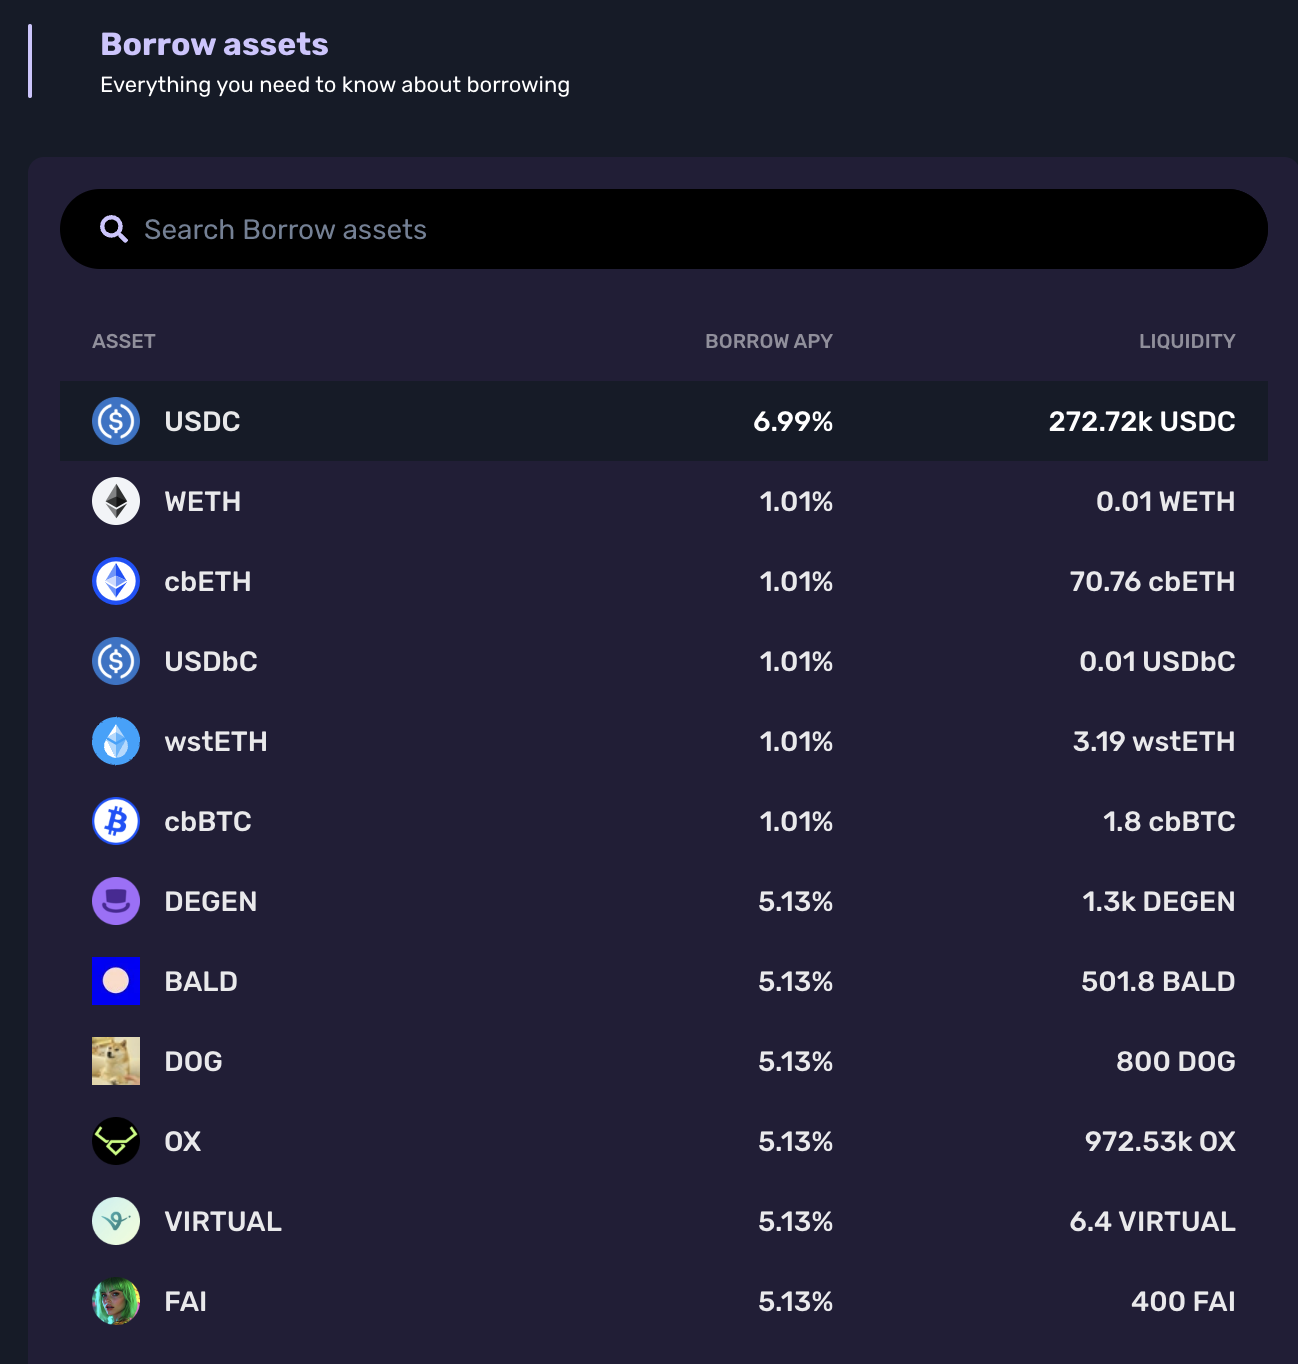 Borrow assets
Everything you need to know about borrowing
Search Borrow assets
ASSET BORROW APY LIQUIDITY
USDC 6.99% 272.72k USDC
WETH 1.01% 0.01 WETH
cbETH 1.01% 70.76 cbETH
USDbC 1.01% 0.01 USDbC
wstETH 1.01% 3.19 wstETH
cbBTC 1.01% 1.8 cbBTC
DEGEN 5.13% 1.3k DEGEN
BALD 5.13% 501.8 BALD
DOG 5.13% 800 DOG
OX 5.13% 972.53k OX
VIRTUAL 5.13% 6.4 VIRTUAL
FAI 5.13% 400 FAI